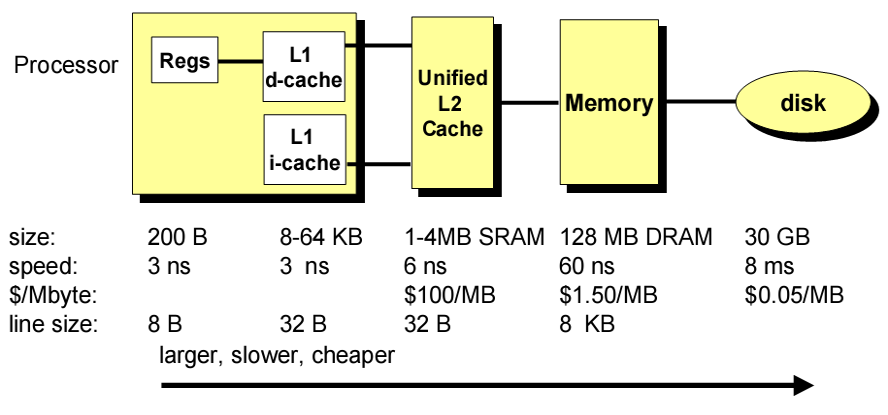 Processor
Regs
L1
d-cache
L1
i-cache
Unified
L2
Cache
Memory
disk
size: 200 B 8-64 KB 1-4MB SRAM 128 MB DRAM 30 GB
speed: 3 ns 3 ns 6 ns 60 ns 8 ms
$/Mbyte: $100/MB $1.50/MB $0.05/MB
line size: 8 B 32 B 32 B 8 KB
larger, slower, cheaper